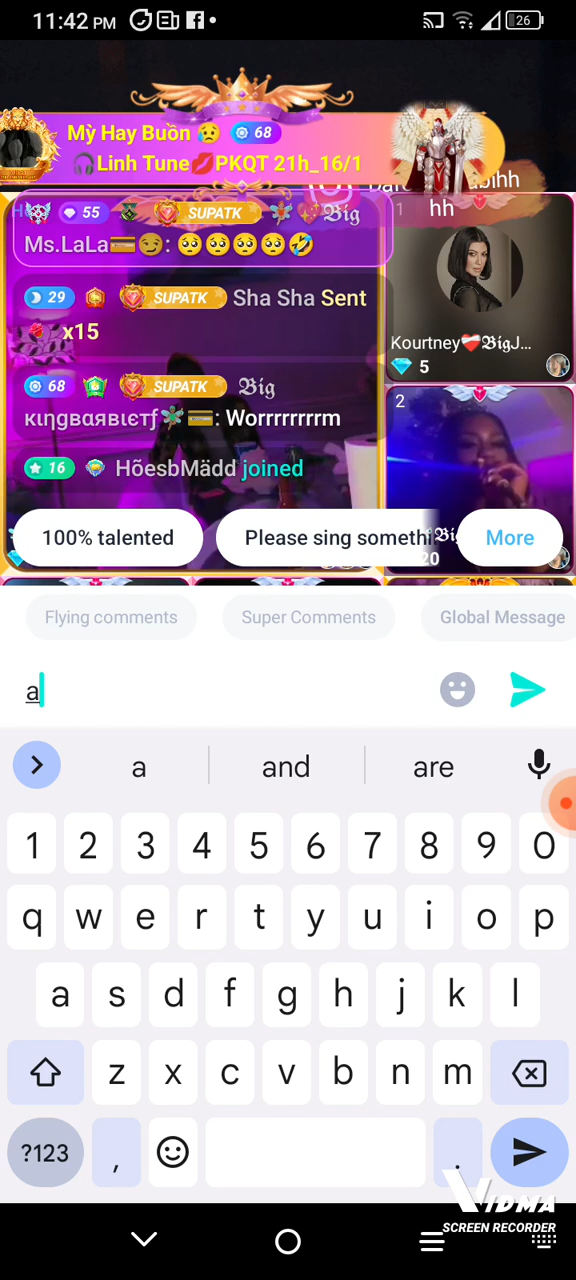 11:42 PM
26
Mỳ Hay Buồn 😥 68
🎧Linh Tune💋PKQT 21h_16/1
hh
55 SUPATK 💖𝕭𝖎𝖌
Ms.LaLa💳😏: 🥺🥺🥺🥺🤣
29 SUPATK Sha Sha Sent
🌹 x15
68 SUPATK 𝕭𝖎𝖌
кιηgвαявιєтƒ💳: Worrrrrrrm
16 HõesbMädd joined
1
Kourtney❤️‍🩹𝕭𝖎𝖌J...
5
2
20
100% talented
Please sing somethi
More
Flying comments
Super Comments
Global Message
a
a and are
1 2 3 4 5 6 7 8 9 0
q w e r t y u i o p
a s d f g h j k l
z x c v b n m
?123 , .
VIDMA
SCREEN RECORDER